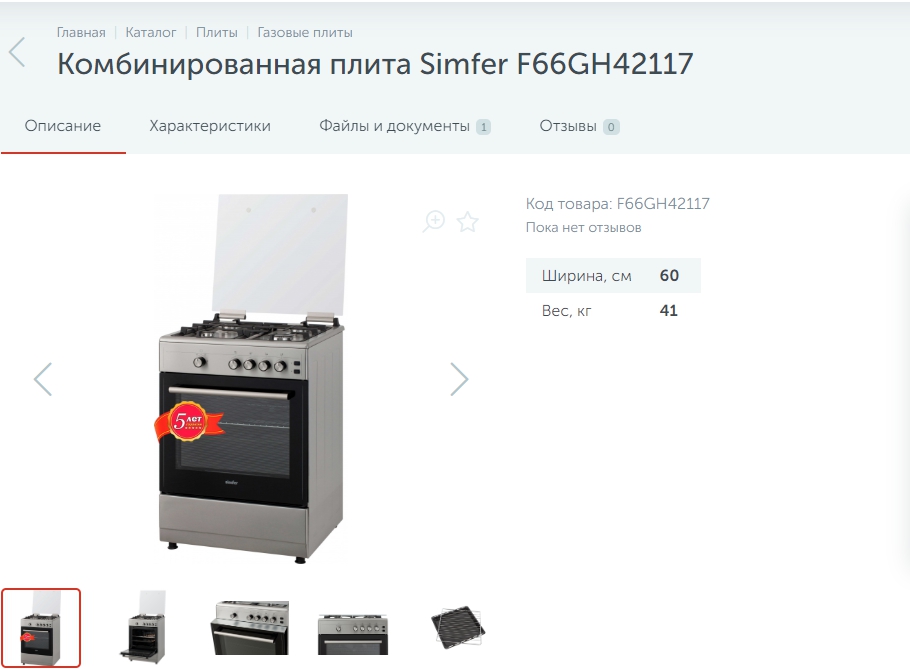 Главная | Каталог | Плиты | Газовые плиты
Комбинированная плита Simfer F66GH42117
Описание Характеристики Файлы и документы 1 Отзывы 0
Код товара: F66GH42117
Пока нет отзывов
Ширина, см 60
Вес, кг 41
5 лет
simfer